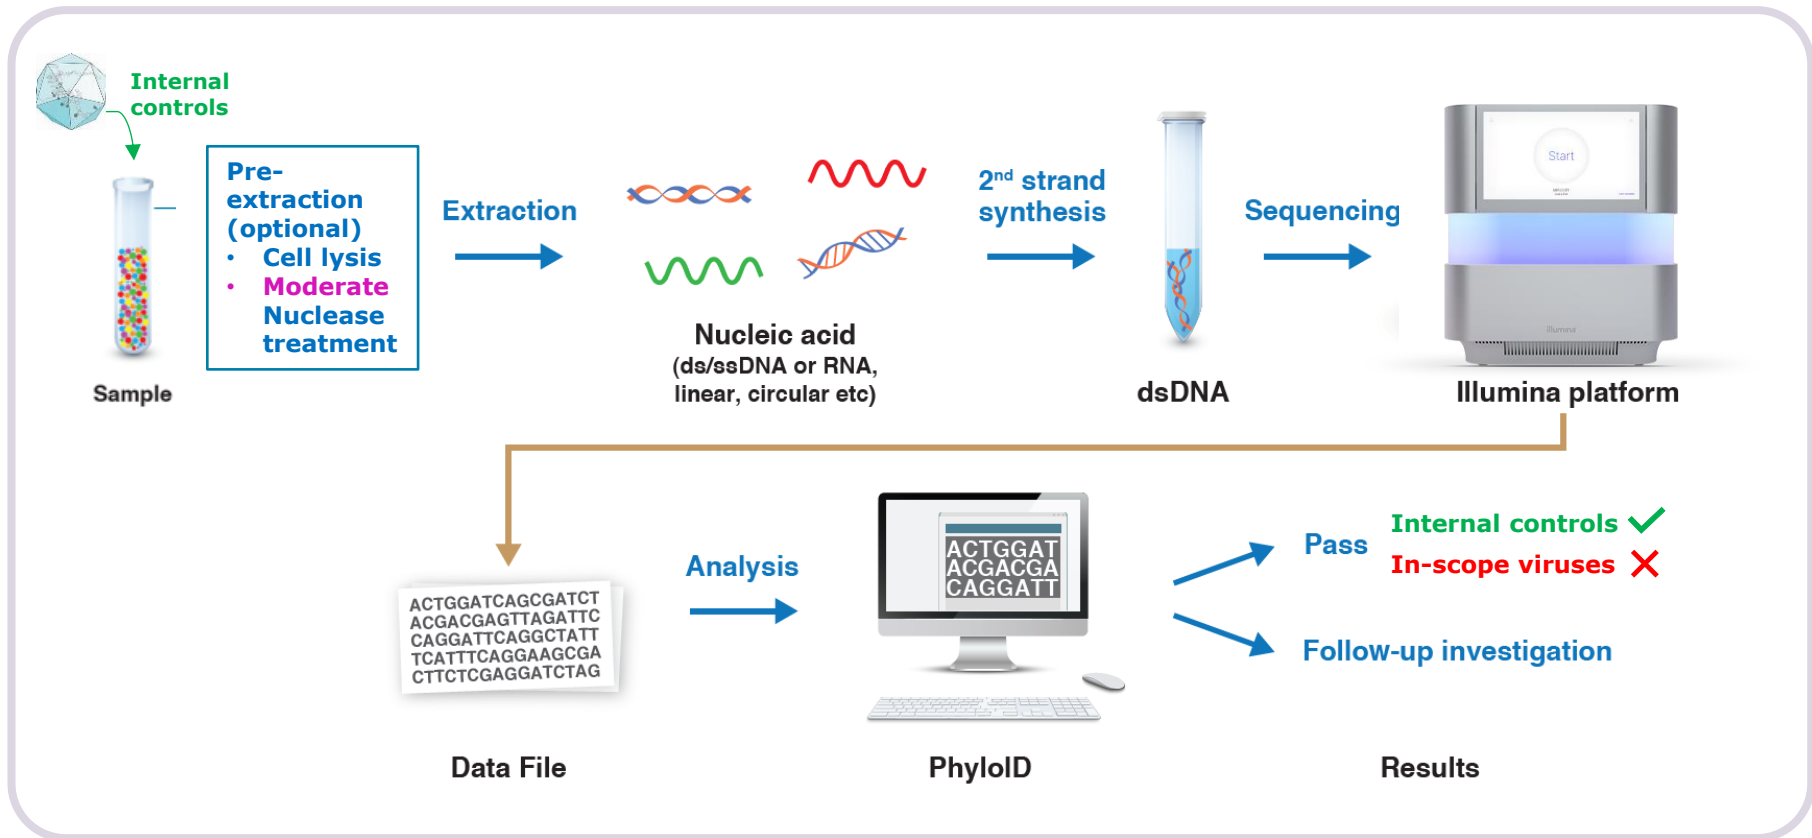 Internal
controls
Pre-
extraction
(optional)
• Cell lysis
• Moderate
Nuclease
treatment
Sample
Extraction
Nucleic acid
(ds/ssDNA or RNA,
linear, circular etc)
2nd strand
synthesis
dsDNA
Sequencing
Start
illumina
Illumina platform
ACTGGATCAGCGATCT
ACGACGAGTTAGATTC
CAGGATTCAGGCTATT
TCATTTCAGGAAGCGA
CTTCTCGAGGATCTAG
Data File
Analysis
ACTGGAT
ACGACGA
CAGGATT
PhyloID
Pass
Internal controls
In-scope viruses
Follow-up investigation
Results